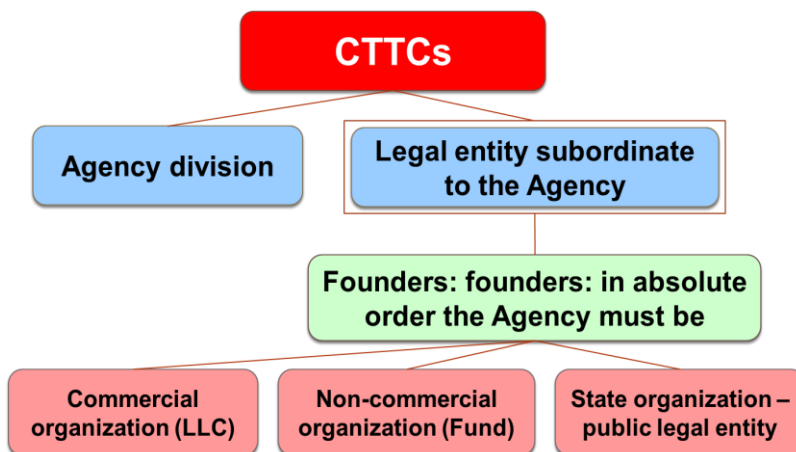 CTTCs
Agency division
Legal entity subordinate
to the Agency
Founders: founders: in absolute
order the Agency must be
Commercial
organization (LLC)
Non-commercial
organization (Fund)
State organization –
public legal entity